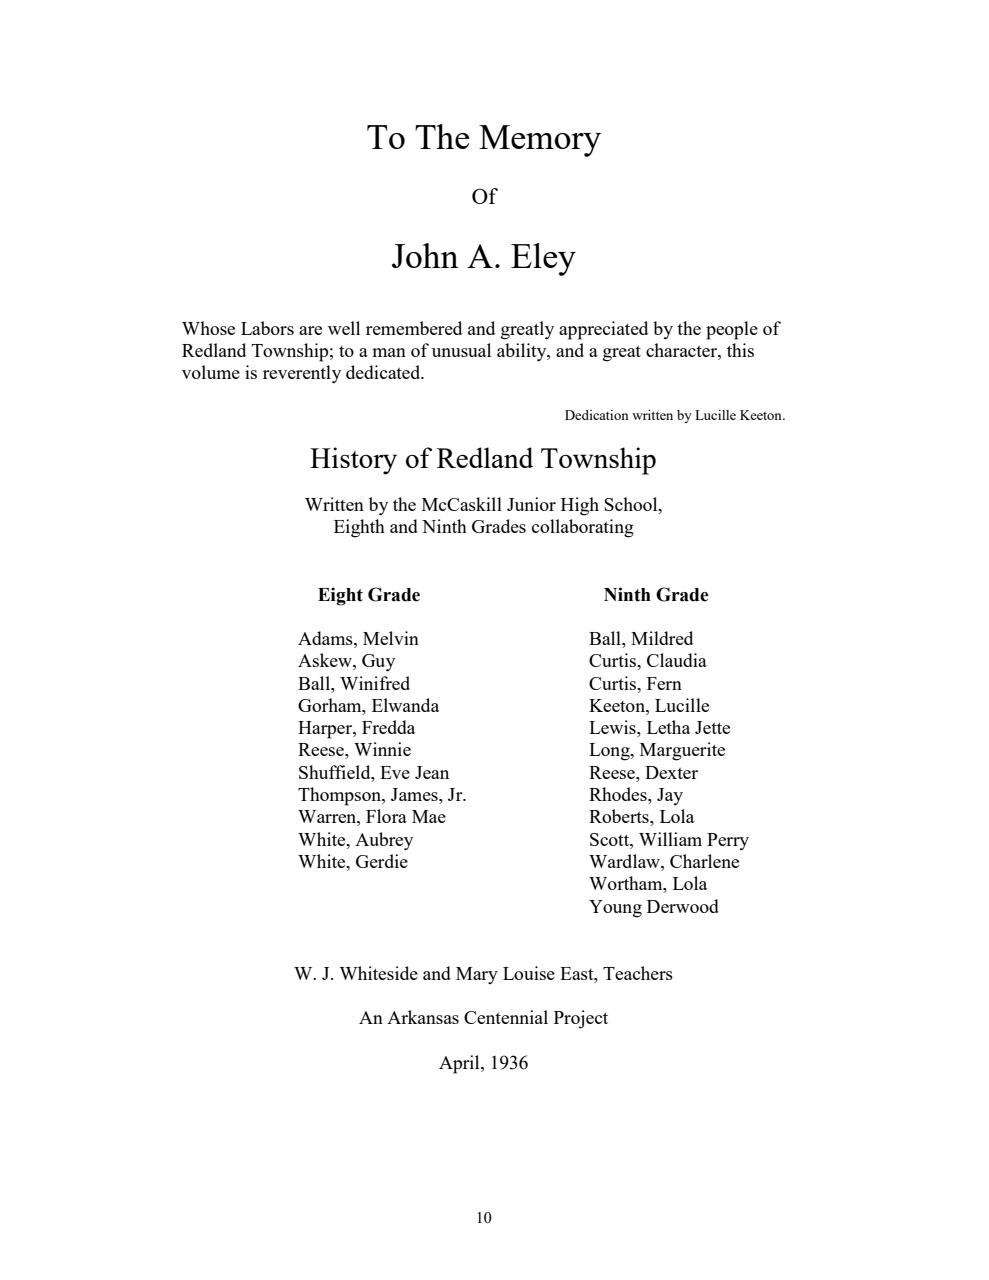 To The Memory
Of
John A. Eley
Whose Labors are well remembered and greatly appreciated by the people of
Redland Township; to a man of unusual ability, and a great character, this
volume is reverently dedicated.
Dedication written by Lucille Keeton.
History of Redland Township
Written by the McCaskill Junior High School,
Eighth and Ninth Grades collaborating
Eight Grade
Adams, Melvin
Askew, Guy
Ball, Winifred
Gorham, Elwanda
Harper, Fredda
Reese, Winnie
Shuffield, Eve Jean
Thompson, James, Jr.
Warren, Flora Mae
White, Aubrey
White, Gerdie
Ninth Grade
Ball, Mildred
Curtis, Claudia
Curtis, Fern
Keeton, Lucille
Lewis, Letha Jette
Long, Marguerite
Reese, Dexter
Rhodes, Jay
Roberts, Lola
Scott, William Perry
Wardlaw, Charlene
Wortham, Lola
Young Derwood
W. J. Whiteside and Mary Louise East, Teachers
An Arkansas Centennial Project
April, 1936
10